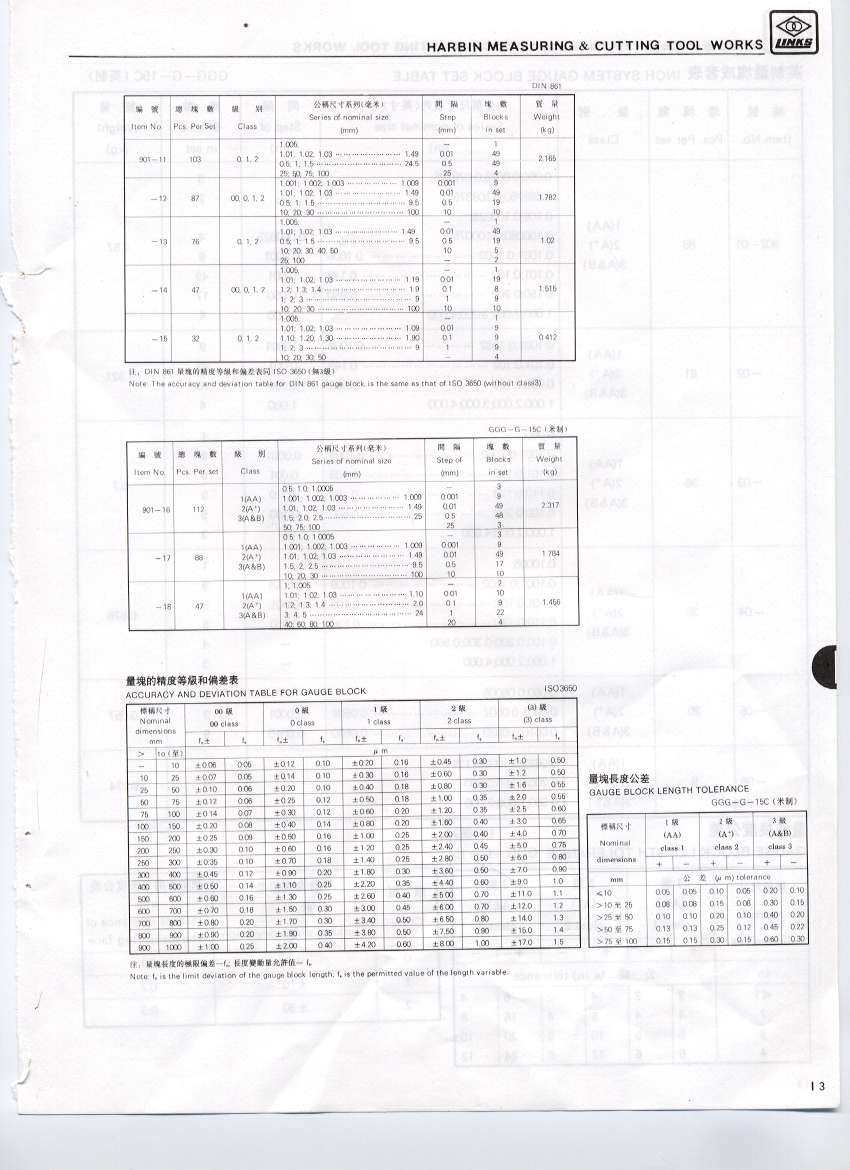 HARBIN MEASURING & CUTTING TOOL WORKS
LINKS
DIN 861
編 號 總 塊 數 級 別 公稱尺寸系列(毫米) 間 隔 塊 數 質 量
Item No. Pcs. Per Set Class Series of nominal size (mm) Step (mm) Blocks in set Weight (kg)
901—11 103 0, 1, 2 2.165
1.005; — 1
1.01; 1.02; 1.03 ……… 1.49 0.01 49
0.5; 1; 1.5 ……… 24.5 0.5 49
25; 50; 75; 100 25 4
—12 87 00, 0, 1, 2 1.782
1.001; 1.002; 1.003 ……… 1.009 0.001 9
1.01; 1.02; 1.03 ……… 1.49 0.01 49
0.5; 1; 1.5 ……… 9.5 0.5 19
10; 20; 30 ……… 100 10 10
—13 76 0, 1, 2 1.02
1.005; — 1
1.01; 1.02; 1.03 ……… 1.49 0.01 49
0.5; 1; 1.5 ……… 9.5 0.5 19
10; 20; 30; 40; 50 10 5
25; 100 — 2
—14 47 00, 0, 1, 2 1.515
1.005; — 1
1.01; 1.02; 1.03 ……… 1.19 0.01 19
1.2; 1.3; 1.4 ……… 1.9 0.1 8
1; 2; 3 ……… 9 1 9
10; 20; 30 ……… 100 10 10
—15 32 0, 1, 2 0.412
1.005; — 1
1.01; 1.02; 1.03 ……… 1.09 0.01 9
1.10; 1.20; 1.30 ……… 1.90 0.1 9
1; 2; 3 ……… 9 1 9
10; 20; 30; 50 — 4
註：DIN 861 量塊的精度等級和偏差表同 ISO 3650 (無3級)
Note: The accuracy and deviation table for DIN 861 gauge block, is the same as that of ISO 3650 (without class3).
GGG—G—15C (米制)
編 號 總 塊 數 級 別 公稱尺寸系列(毫米) 間 隔 塊 數 質 量
Item No. Pcs. Per set Class Series of nominal size (mm) Step of (mm) Blocks in set Weight (kg)
901—16 112 1(AA) 2(A⁺) 3(A&B) 2.317
0.5; 1.0; 1.0005 — 3
1.001; 1.002; 1.003 ……… 1.009 0.001 9
1.01; 1.02; 1.03 ……… 1.49 0.01 49
1.5; 2.0; 2.5 ……… 25 0.5 48
50; 75; 100 25 3
—17 88 1(AA) 2(A⁺) 3(A&B) 1.784
0.5; 1.0; 1.0005 — 3
1.001; 1.002; 1.003 ……… 1.009 0.001 9
1.01; 1.02; 1.03 ……… 1.49 0.01 49
1.5; 2; 2.5 ……… 9.5 0.5 17
10; 20; 30 ……… 100 10 10
—18 47 1(AA) 2(A⁺) 3(A&B) 1.456
1; 1.005 — 2
1.01; 1.02; 1.03 ……… 1.10 0.01 10
1.2; 1.3; 1.4 ……… 2.0 0.1 9
3; 4; 5 ……… 24 1 22
40; 60; 80; 100 20 4
量塊的精度等級和偏差表
ACCURACY AND DEVIATION TABLE FOR GAUGE BLOCK ISO3650
標稱尺寸 00 級 0 級 1 級 2 級 (3) 級
Nominal dimensions mm 00 class 0 class 1 class 2 class (3) class
> to (至) μm
— 10 ±0.06 0.05 ±0.12 0.10 ±0.20 0.16 ±0.45 0.30 ±1.0 0.50
10 25 ±0.07 0.05 ±0.14 0.10 ±0.30 0.16 ±0.60 0.30 ±1.2 0.50
25 50 ±0.10 0.06 ±0.20 0.10 ±0.40 0.18 ±0.80 0.30 ±1.6 0.55
50 75 ±0.12 0.06 ±0.25 0.12 ±0.50 0.18 ±1.00 0.35 ±2.0 0.55
75 100 ±0.14 0.07 ±0.30 0.12 ±0.60 0.20 ±1.20 0.35 ±2.5 0.60
100 150 ±0.20 0.08 ±0.40 0.14 ±0.80 0.20 ±1.60 0.40 ±3.0 0.65
150 200 ±0.25 0.09 ±0.50 0.16 ±1.00 0.25 ±2.00 0.40 ±4.0 0.70
200 250 ±0.30 0.10 ±0.60 0.16 ±1.20 0.25 ±2.40 0.45 ±5.0 0.75
250 300 ±0.35 0.10 ±0.70 0.18 ±1.40 0.25 ±2.80 0.50 ±6.0 0.80
300 400 ±0.45 0.12 ±0.90 0.20 ±1.80 0.30 ±3.60 0.50 ±7.0 0.90
400 500 ±0.50 0.14 ±1.10 0.25 ±2.20 0.35 ±4.40 0.60 ±9.0 1.0
500 600 ±0.60 0.16 ±1.30 0.25 ±2.60 0.40 ±5.00 0.70 ±11.0 1.1
600 700 ±0.70 0.18 ±1.50 0.30 ±3.00 0.45 ±6.00 0.70 ±12.0 1.2
700 800 ±0.80 0.20 ±1.70 0.30 ±3.40 0.50 ±6.50 0.80 ±14.0 1.3
800 900 ±0.90 0.20 ±1.90 0.35 ±3.80 0.50 ±7.50 0.90 ±15.0 1.4
900 1000 ±1.00 0.25 ±2.00 0.40 ±4.20 0.60 ±8.00 1.00 ±17.0 1.5
Note: is the limit deviation of the gauge block length; is the permitted value of the length variable.
量塊長度公差
GAUGE BLOCK LENGTH TOLERANCE
GGG—G—15C (米制)
標稱尺寸 1 級 2 級 3 級
Nominal dimensions (AA) class 1 (A⁺) class 2 (A&B) class 3
+ — + — + —
mm 公 差 (μm) tolerance
≤10 0.05 0.05 0.10 0.05 0.20 0.10
>10 至 25 0.08 0.08 0.15 0.08 0.30 0.15
>25 至 50 0.10 0.10 0.20 0.10 0.40 0.20
>50 至 75 0.13 0.13 0.25 0.12 0.45 0.22
>75 至 100 0.15 0.15 0.30 0.15 0.60 0.30
13